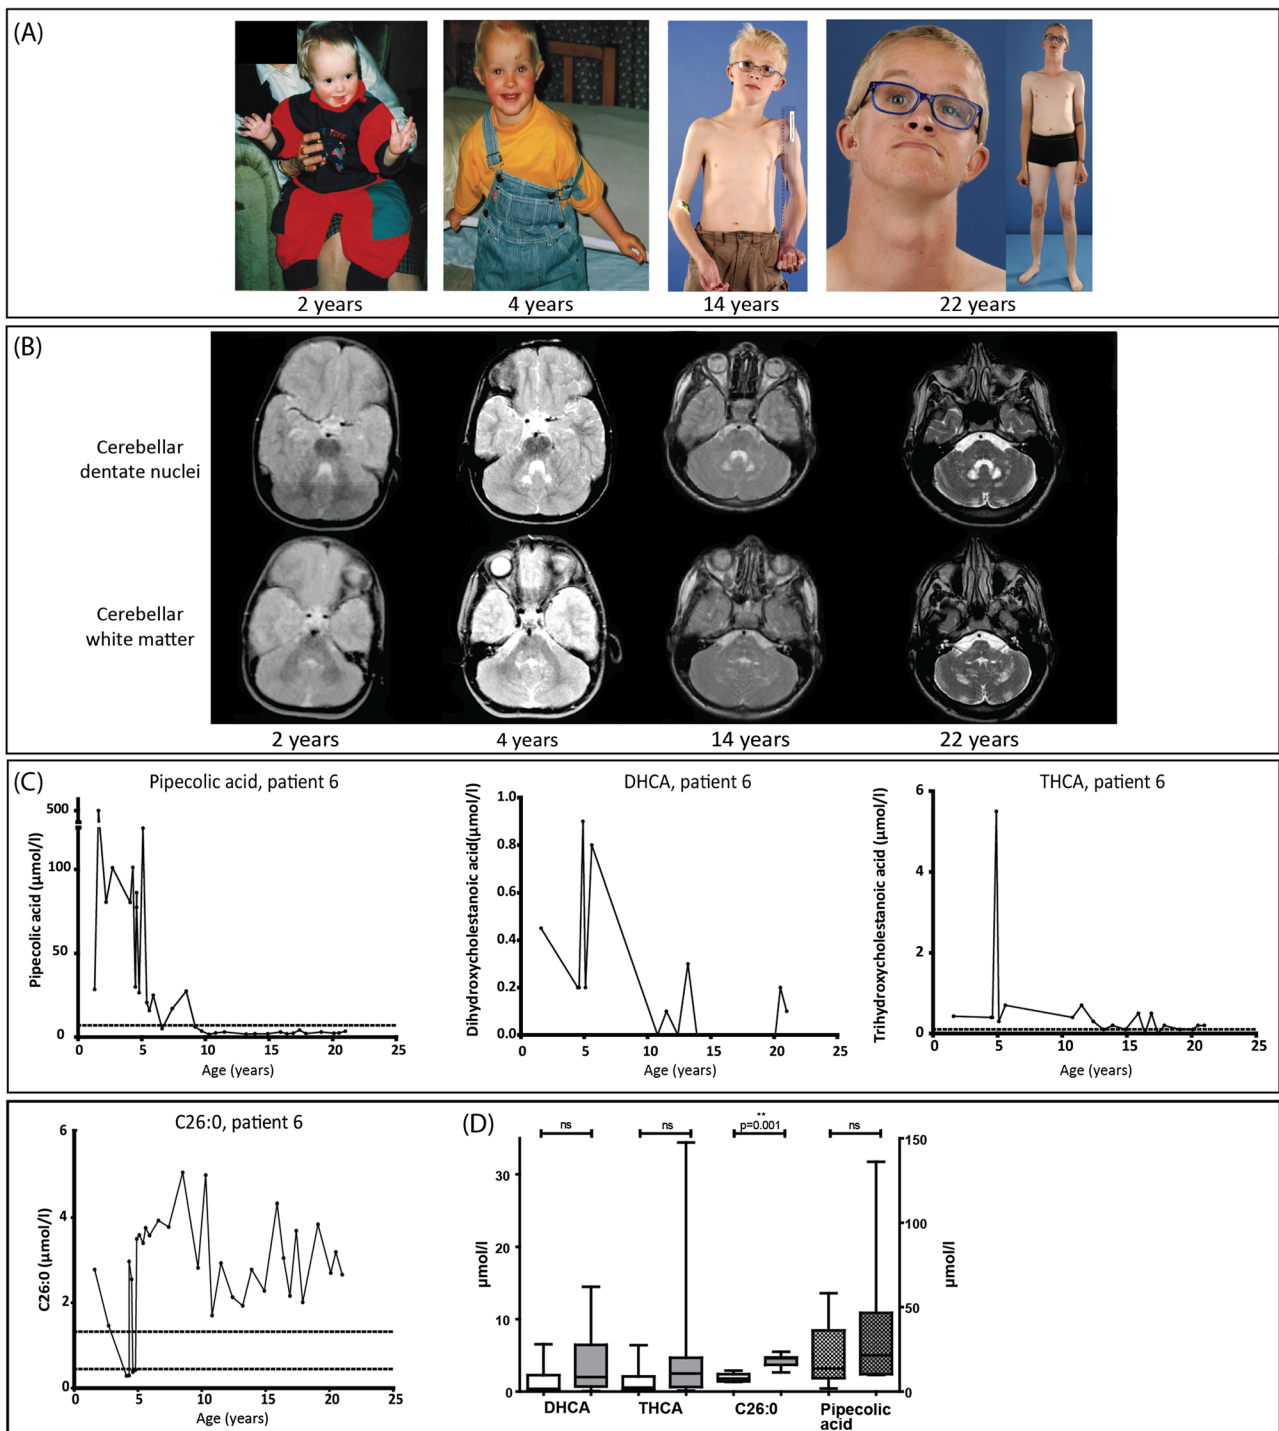 (A)
2 years
4 years
14 years
22 years
(B)
Cerebellar
dentate nuclei
Cerebellar
white matter
2 years
4 years
14 years
22 years
(C)
Pipecolic acid, patient 6
Pipecolic acid (µmol/l)
500
100
50
0
0
5
10
15
20
25
Age (years)
DHCA, patient 6
Dihydroxycholestanoic acid(µmol/l)
1.0
0.8
0.6
0.4
0.2
0.0
0
5
10
15
20
25
Age (years)
THCA, patient 6
Trihydroxycholestanoic acid (µmol/l)
6
4
2
0
0
5
10
15
20
25
Age (years)
C26:0, patient 6
C26:0 (µmol/l)
6
4
2
0
0
5
10
15
20
25
Age (years)
(D)
ns
ns
**
p=0.001
ns
µmol/l
30
20
10
0
150
100
50
0
µmol/l
DHCA
THCA
C26:0
Pipecolic
acid